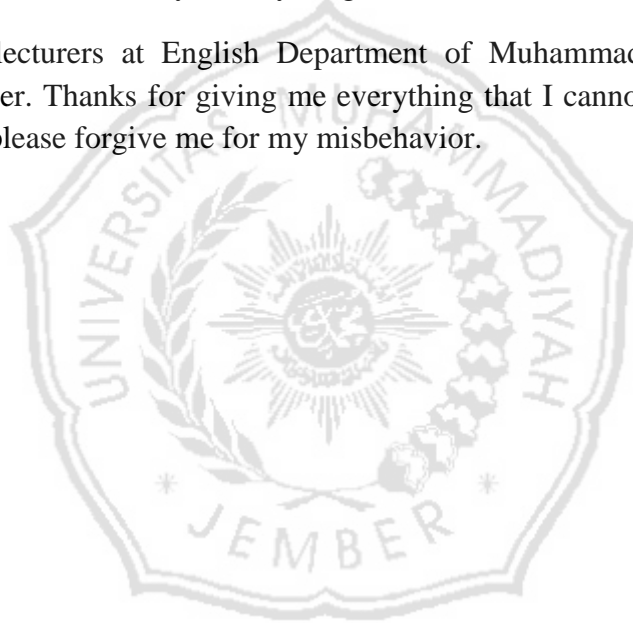 lecturers at English Department of Muhammad
er. Thanks for giving me everything that I canno
please forgive me for my misbehavior.
UNIVERSITAS MUHAMMADIYAH
JEMBER